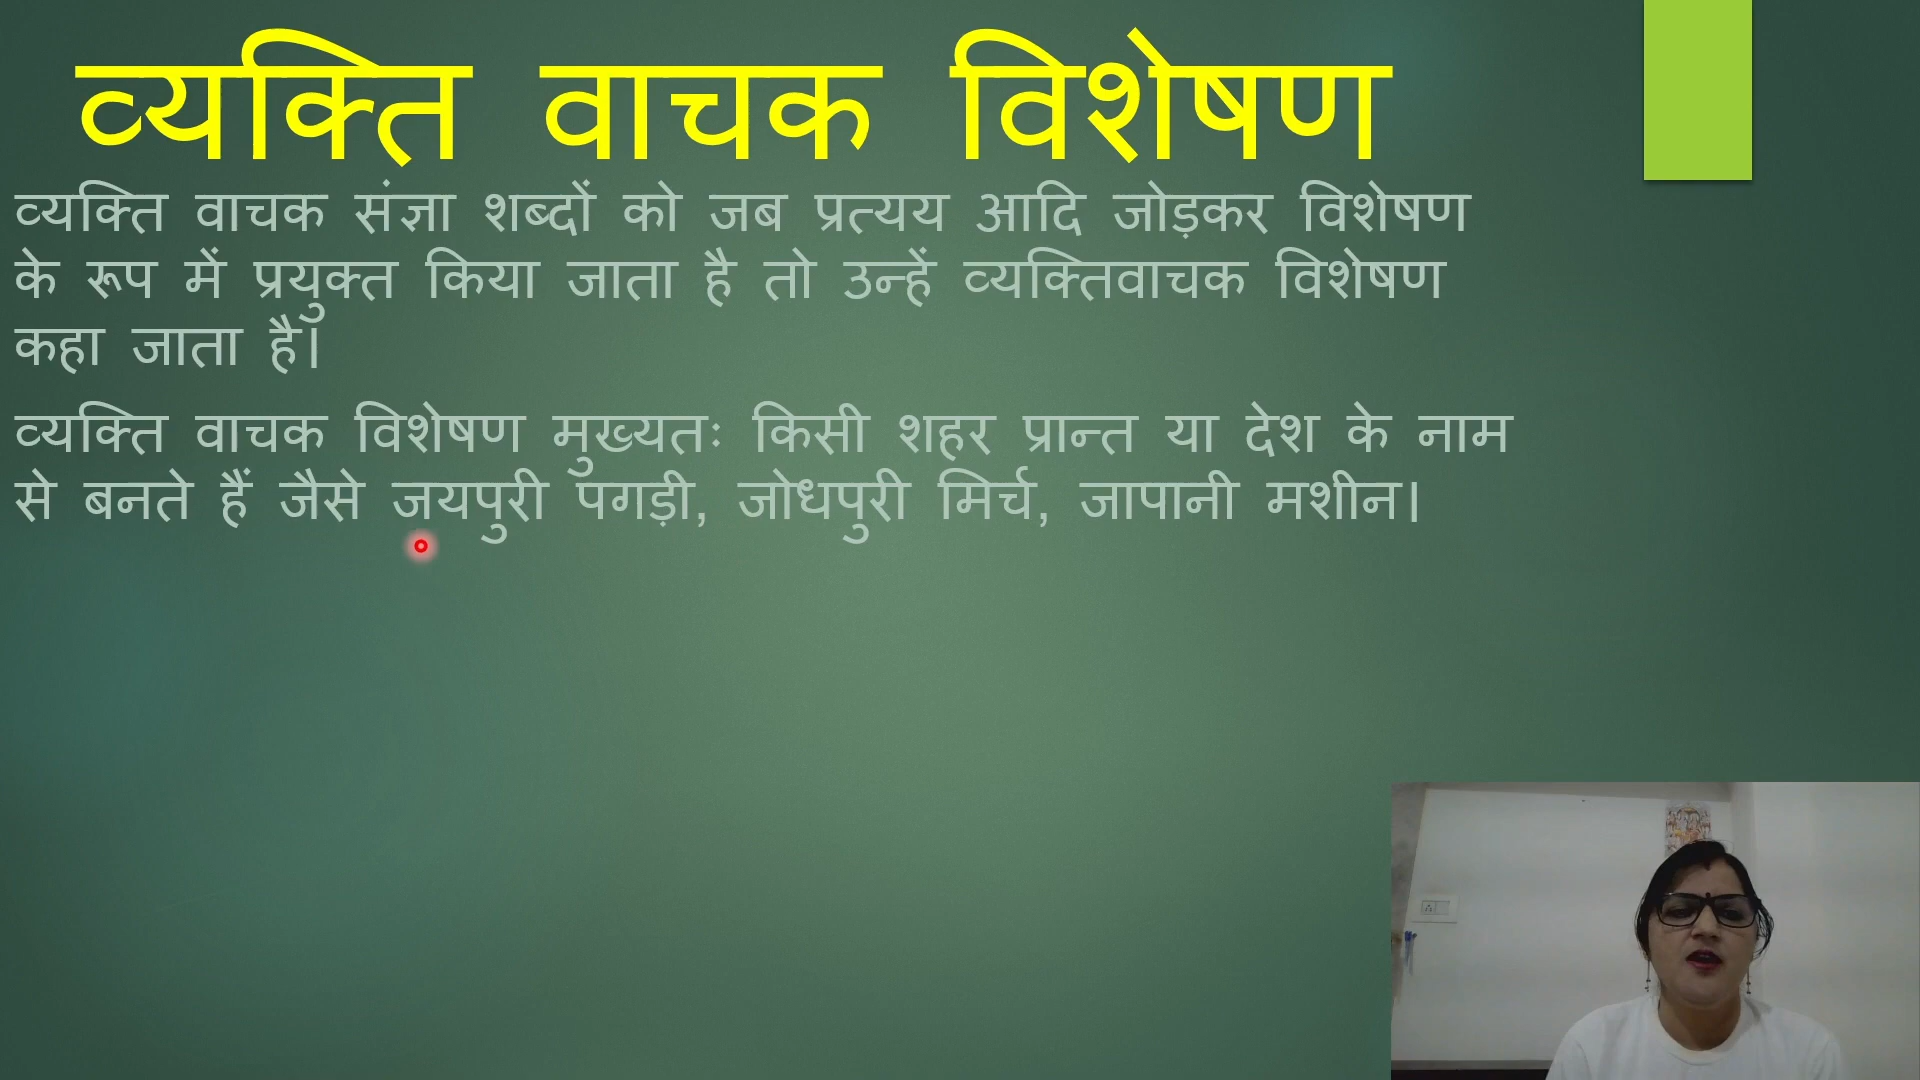 व्यक्ति वाचक विशेषण
व्यक्ति वाचक संज्ञा शब्दों को जब प्रत्यय आदि जोड़कर विशेषण
के रूप में प्रयुक्त किया जाता है तो उन्हें व्यक्तिवाचक विशेषण
कहा जाता है।
व्यक्ति वाचक विशेषण मुख्यतः किसी शहर प्रान्त या देश के नाम
से बनते हैं जैसे जयपुरी पगड़ी, जोधपुरी मिर्च, जापानी मशीन।